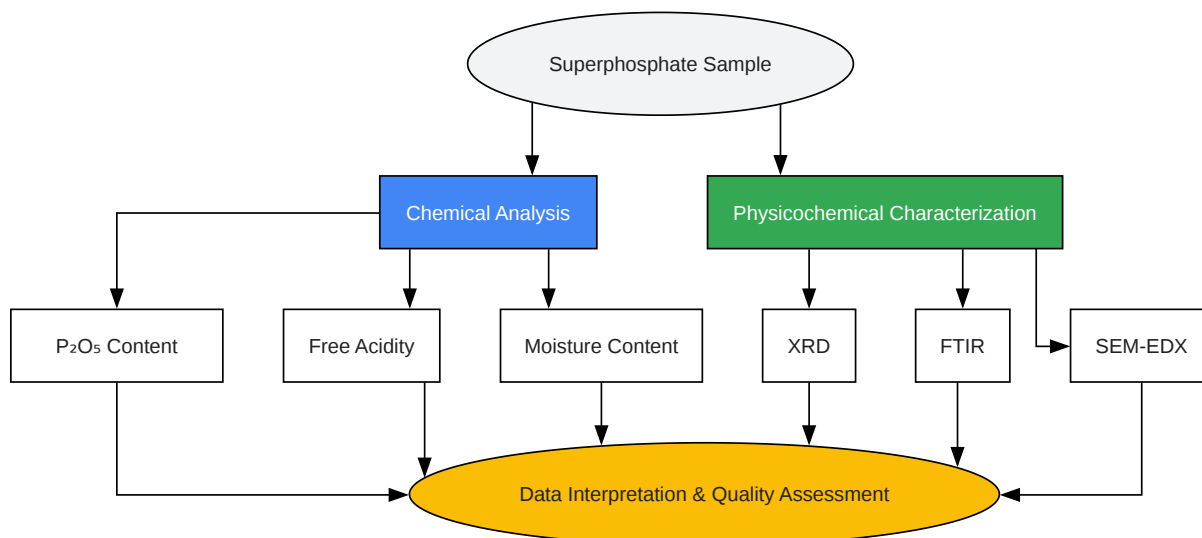 Superphosphate Sample
Chemical Analysis
Physicochemical Characterization
P₂O₅ Content
Free Acidity
Moisture Content
XRD
FTIR
SEM-EDX
Data Interpretation & Quality Assessment